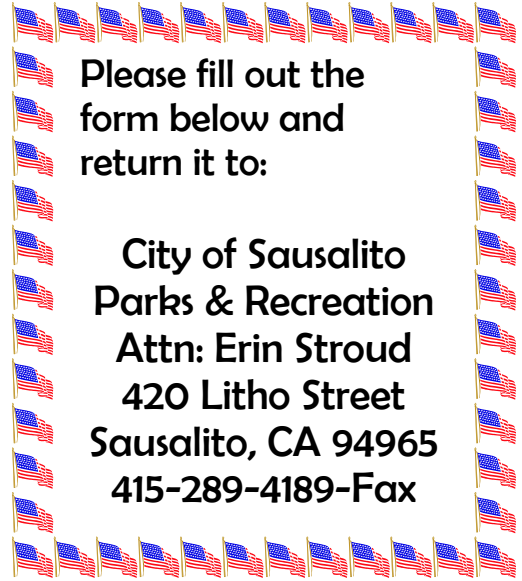 Please fill out the
form below and
return it to:
City of Sausalito
Parks & Recreation
Attn: Erin Stroud
420 Litho Street
Sausalito, CA 94965
415-289-4189-Fax